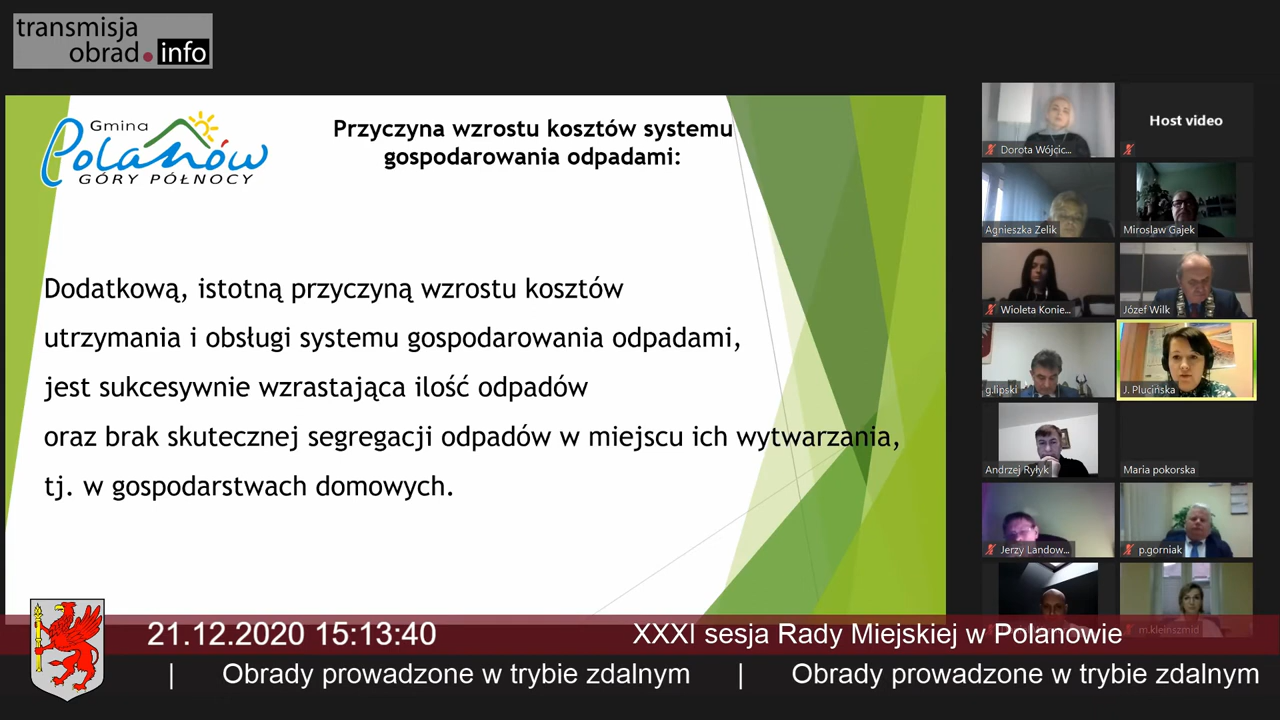 transmisja
obrad.info
Gmina
Polanów
GÓRY PÓŁNOCY
Przyczyna wzrostu kosztów systemu
gospodarowania odpadami:
Dodatkową, istotną przyczyną wzrostu kosztów
utrzymania i obsługi systemu gospodarowania odpadami,
jest sukcesywnie wzrastająca ilość odpadów
oraz brak skutecznej segregacji odpadów w miejscu ich wytwarzania,
tj. w gospodarstwach domowych.
Dorota Wójcic...
Host video
Agnieszka Zelik
Miroslaw Gajek
Wioleta Konie...
Józef Wilk
g.lipski
J. Plucińska
Andrzej Ryłyk
Maria pokorska
Jerzy Landow...
p.gorniak
m.kleinszmid
21.12.2020 15:13:40
XXXI sesja Rady Miejskiej w Polanowie
| Obrady prowadzone w trybie zdalnym | Obrady prowadzone w trybie zdalnym